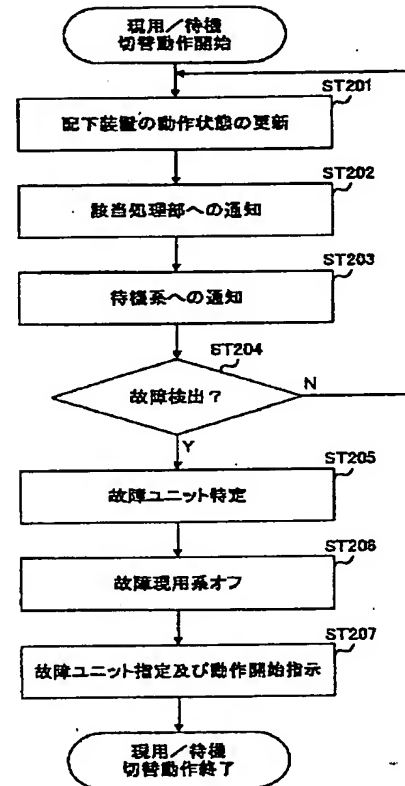 現用／待機
切替動作開始
ST201
配下装置の動作状態の更新
ST202
該当処理部への通知
ST203
待機系への通知
ST204
故障検出？
N
Y
ST205
故障ユニット特定
ST206
故障現用系オフ
ST207
故障ユニット指定及び動作開始指示
現用／待機
切替動作終了